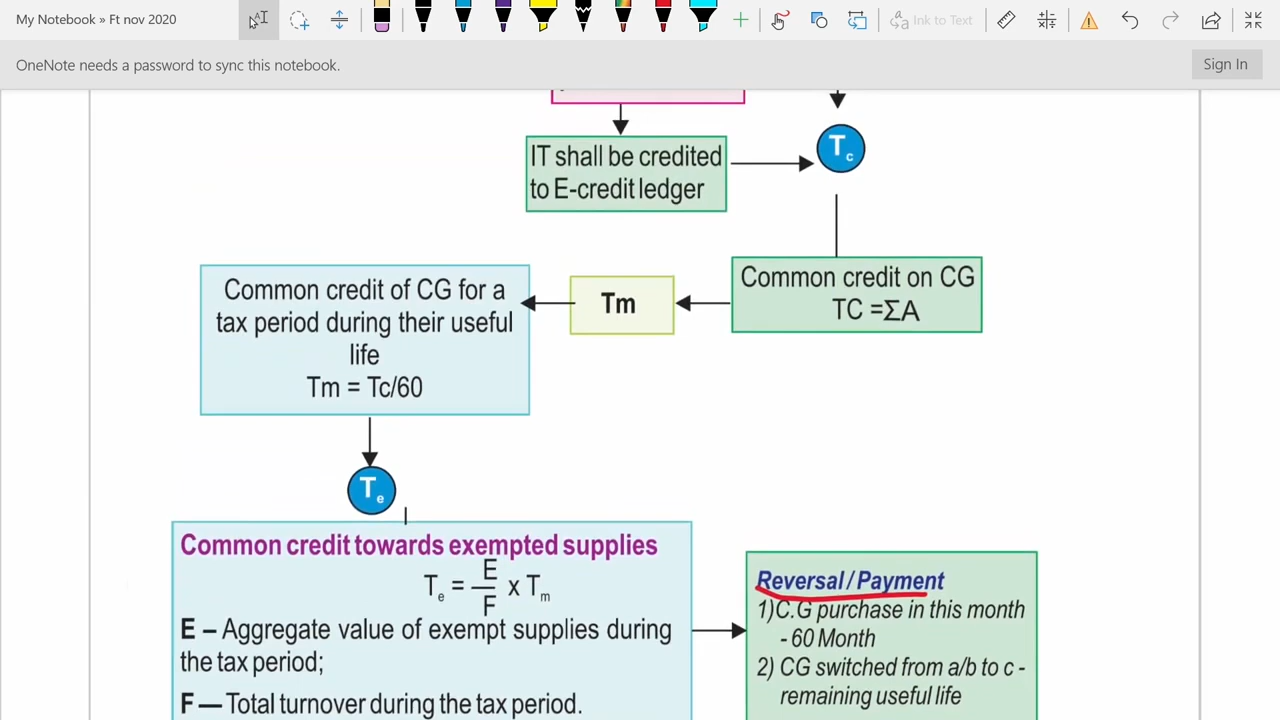 My Notebook » Ft nov 2020
Ink to Text
OneNote needs a password to sync this notebook.
Sign In
IT shall be credited
to E-credit ledger
Tc
Common credit on CG
TC =ΣA
Tm
Common credit of CG for a
tax period during their useful
life
Tm = Tc/60
Te
Common credit towards exempted supplies
Te = E/F x Tm
E – Aggregate value of exempt supplies during
the tax period;
F — Total turnover during the tax period.
Reversal/Payment
1)C.G purchase in this month
- 60 Month
2) CG switched from a/b to c -
remaining useful life